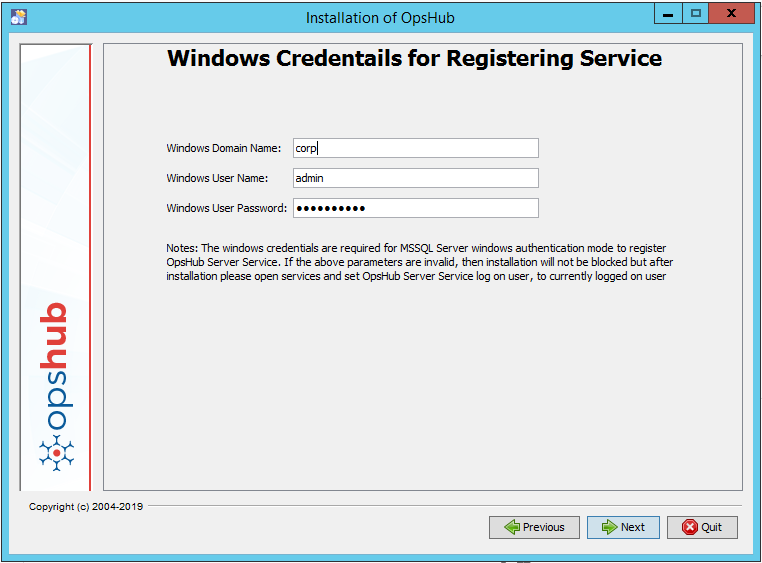 Installation of OpsHub
Windows Credentails for Registering Service
Windows Domain Name: corp
Windows User Name: admin
Windows User Password: ●●●●●●●●●●
Notes: The windows credentials are required for MSSQL Server windows authentication mode to register
OpsHub Server Service. If the above parameters are invalid, then installation will not be blocked but after
installation please open services and set OpsHub Server Service log on user, to currently logged on user
opshub
Copyright (c) 2004-2019
Previous Next Quit